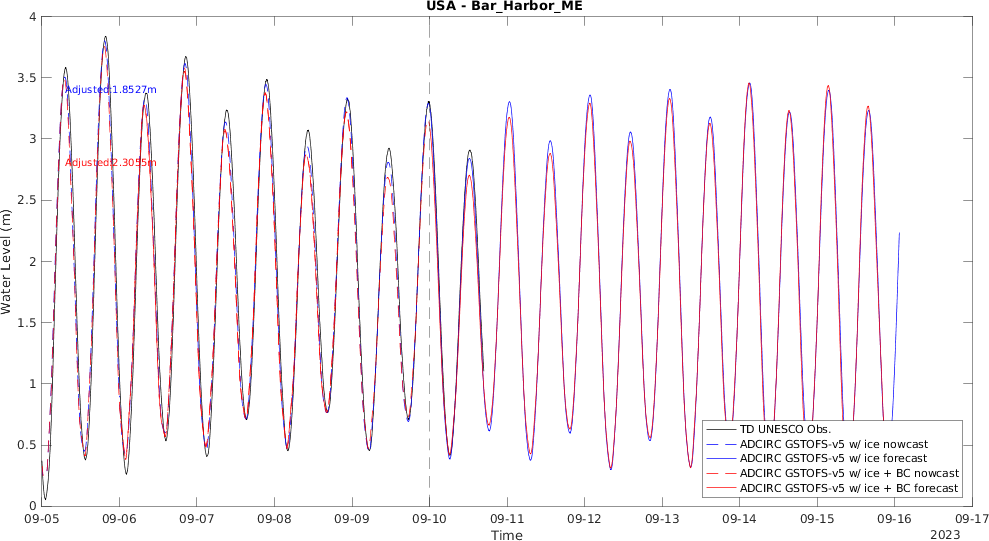 USA - Bar_Harbor_ME
4
3.5
3
2.5
2
1.5
1
0.5
0
Water Level (m)
Adjusted:1.8527m
Adjusted:2.3055m
TD UNESCO Obs.
ADCIRC GSTOFS-v5 w/ ice nowcast
ADCIRC GSTOFS-v5 w/ ice forecast
ADCIRC GSTOFS-v5 w/ ice + BC nowcast
ADCIRC GSTOFS-v5 w/ ice + BC forecast
09-05 09-06 09-07 09-08 09-09 09-10 09-11 09-12 09-13 09-14 09-15 09-16 09-17
Time
2023